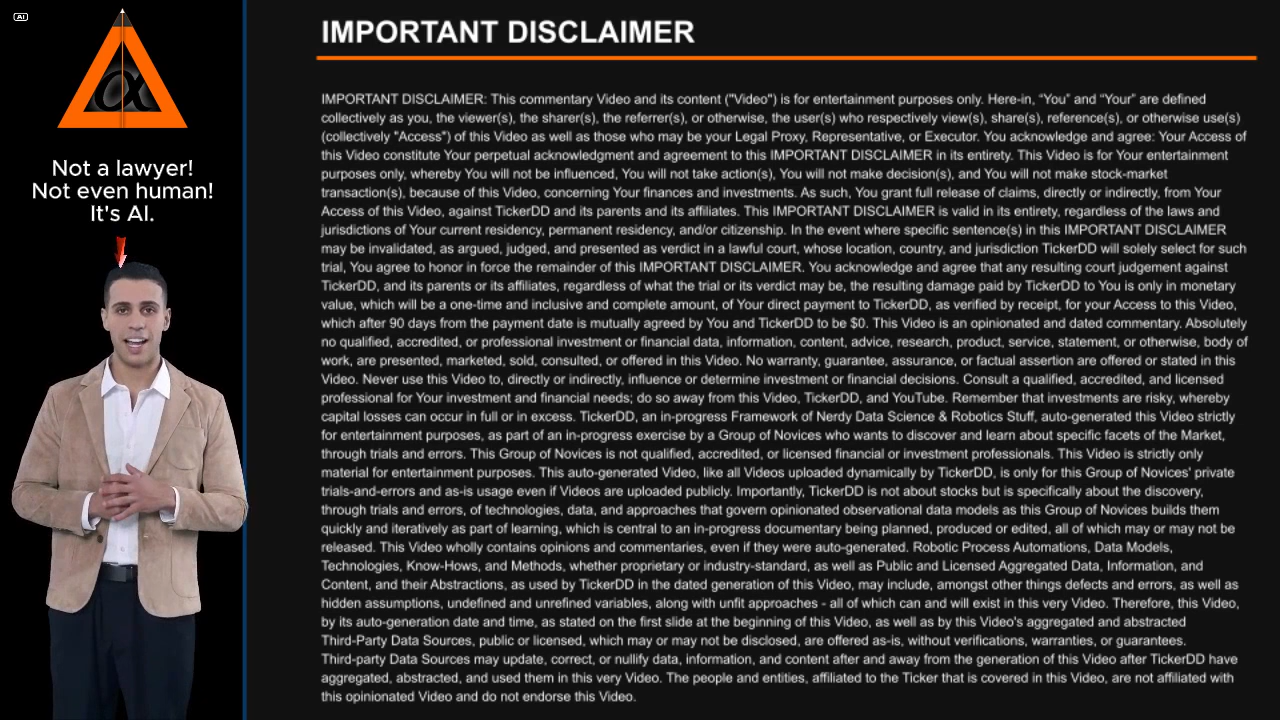 AI
IMPORTANT DISCLAIMER
α
Not a lawyer!
Not even human!
It's AI.
IMPORTANT DISCLAIMER: This commentary Video and its content ("Video") is for entertainment purposes only. Here-in, “You” and “Your” are defined
collectively as you, the viewer(s), the sharer(s), the referrer(s), or otherwise, the user(s) who respectively view(s), share(s), reference(s), or otherwise use(s)
(collectively "Access") of this Video as well as those who may be your Legal Proxy, Representative, or Executor. You acknowledge and agree: Your Access of
this Video constitute Your perpetual acknowledgment and agreement to this IMPORTANT DISCLAIMER in its entirety. This Video is for Your entertainment
purposes only, whereby You will not be influenced, You will not take action(s), You will not make decision(s), and You will not make stock-market
transaction(s), because of this Video, concerning Your finances and investments. As such, You grant full release of claims, directly or indirectly, from Your
Access of this Video, against TickerDD and its parents and its affiliates. This IMPORTANT DISCLAIMER is valid in its entirety, regardless of the laws and
jurisdictions of Your current residency, permanent residency, and/or citizenship. In the event where specific sentence(s) in this IMPORTANT DISCLAIMER
may be invalidated, as argued, judged, and presented as verdict in a lawful court, whose location, country, and jurisdiction TickerDD will solely select for such
trial, You agree to honor in force the remainder of this IMPORTANT DISCLAIMER. You acknowledge and agree that any resulting court judgement against
TickerDD, and its parents or its affiliates, regardless of what the trial or its verdict may be, the resulting damage paid by TickerDD to You is only in monetary
value, which will be a one-time and inclusive and complete amount, of Your direct payment to TickerDD, as verified by receipt, for your Access to this Video,
which after 90 days from the payment date is mutually agreed by You and TickerDD to be $0. This Video is an opinionated and dated commentary. Absolutely
no qualified, accredited, or professional investment or financial data, information, content, advice, research, product, service, statement, or otherwise, body of
work, are presented, marketed, sold, consulted, or offered in this Video. No warranty, guarantee, assurance, or factual assertion are offered or stated in this
Video. Never use this Video to, directly or indirectly, influence or determine investment or financial decisions. Consult a qualified, accredited, and licensed
professional for Your investment and financial needs; do so away from this Video, TickerDD, and YouTube. Remember that investments are risky, whereby
capital losses can occur in full or in excess. TickerDD, an in-progress Framework of Nerdy Data Science & Robotics Stuff, auto-generated this Video strictly
for entertainment purposes, as part of an in-progress exercise by a Group of Novices who wants to discover and learn about specific facets of the Market,
through trials and errors. This Group of Novices is not qualified, accredited, or licensed financial or investment professionals. This Video is strictly only
material for entertainment purposes. This auto-generated Video, like all Videos uploaded dynamically by TickerDD, is only for this Group of Novices' private
trials-and-errors and as-is usage even if Videos are uploaded publicly. Importantly, TickerDD is not about stocks but is specifically about the discovery,
through trials and errors, of technologies, data, and approaches that govern opinionated observational data models as this Group of Novices builds them
quickly and iteratively as part of learning, which is central to an in-progress documentary being planned, produced or edited, all of which may or may not be
released. This Video wholly contains opinions and commentaries, even if they were auto-generated. Robotic Process Automations, Data Models,
Technologies, Know-Hows, and Methods, whether proprietary or industry-standard, as well as Public and Licensed Aggregated Data, Information, and
Content, and their Abstractions, as used by TickerDD in the dated generation of this Video, may include, amongst other things defects and errors, as well as
hidden assumptions, undefined and unrefined variables, along with unfit approaches - all of which can and will exist in this very Video. Therefore, this Video,
by its auto-generation date and time, as stated on the first slide at the beginning of this Video, as well as by this Video's aggregated and abstracted
Third-Party Data Sources, public or licensed, which may or may not be disclosed, are offered as-is, without verifications, warranties, or guarantees.
Third-party Data Sources may update, correct, or nullify data, information, and content after and away from the generation of this Video after TickerDD have
aggregated, abstracted, and used them in this very Video. The people and entities, affiliated to the Ticker that is covered in this Video, are not affiliated with
this opinionated Video and do not endorse this Video.